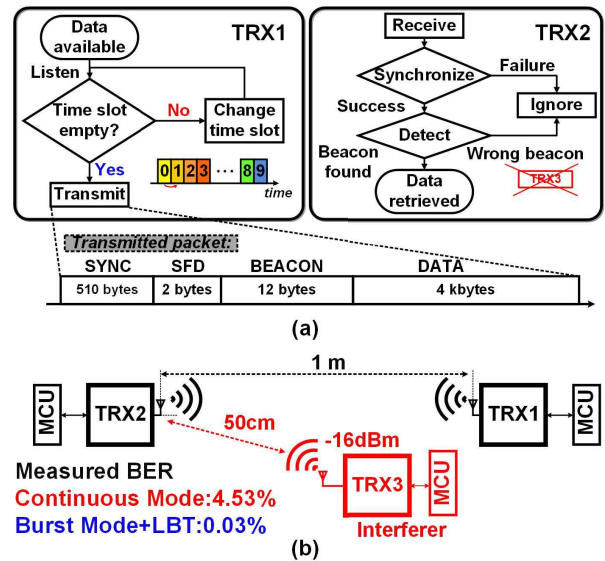 TRX1
Data
available
Listen
Time slot
empty?
No
Change
time slot
Yes
Transmit
0 1 2 3 ... 8 9
time
TRX2
Receive
Synchronize
Failure
Success
Ignore
Detect
Beacon
found
Wrong beacon
TRX3
Data
retrieved
Transmitted packet:
SYNC SFD BEACON DATA
510 bytes 2 bytes 12 bytes 4 kbytes
(a)
1 m
MCU
TRX2
TRX1
MCU
50cm
-16dBm
TRX3
MCU
Interferer
Measured BER
Continuous Mode:4.53%
Burst Mode+LBT:0.03%
(b)